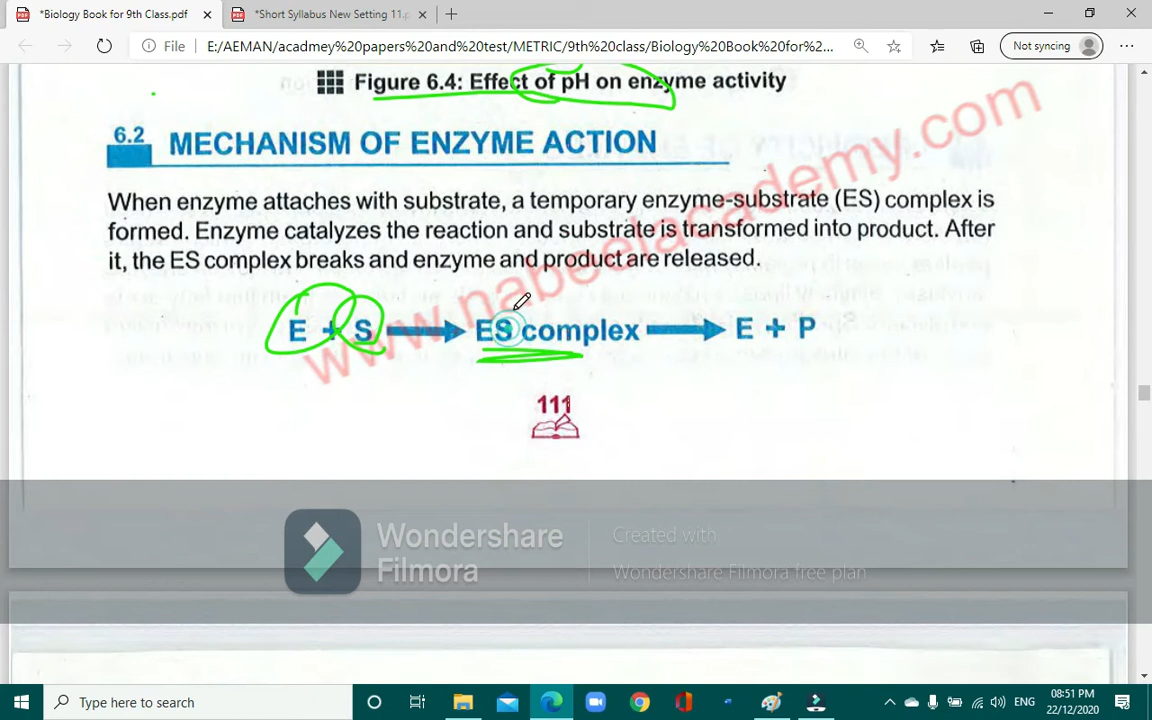 *Biology Book for 9th Class.pdf
*Short Syllabus New Setting 11.p
File
E:/AEMAN/acadmey%20papers%20and%20test/METRIC/9th%20class/Biology%20Book%20for%...
Not syncing
Figure 6.4: Effect of pH on enzyme activity
6.2 MECHANISM OF ENZYME ACTION
When enzyme attaches with substrate, a temporary enzyme-substrate (ES) complex is
formed. Enzyme catalyzes the reaction and substrate is transformed into product. After
it, the ES complex breaks and enzyme and product are released.
E + S → ES complex → E + P
www.nabeelacademy.com
111
Wondershare
Filmora
Created with
Wondershare Filmora free plan
Type here to search
ENG
08:51 PM
22/12/2020